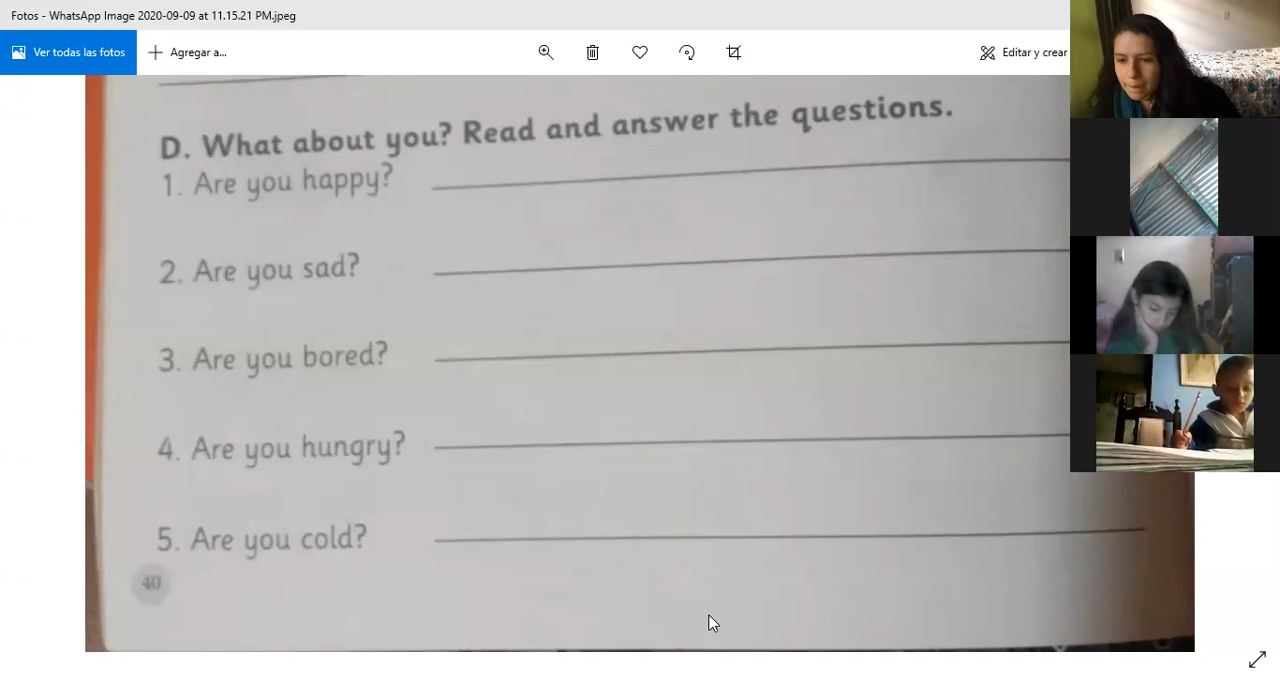 Fotos - WhatsApp Image 2020-09-09 at 11.15.21 PM.jpeg
Ver todas las fotos
Agregar a...
Editar y crear
D. What about you? Read and answer the questions.
1. Are you happy?
2. Are you sad?
3. Are you bored?
4. Are you hungry?
5. Are you cold?
40